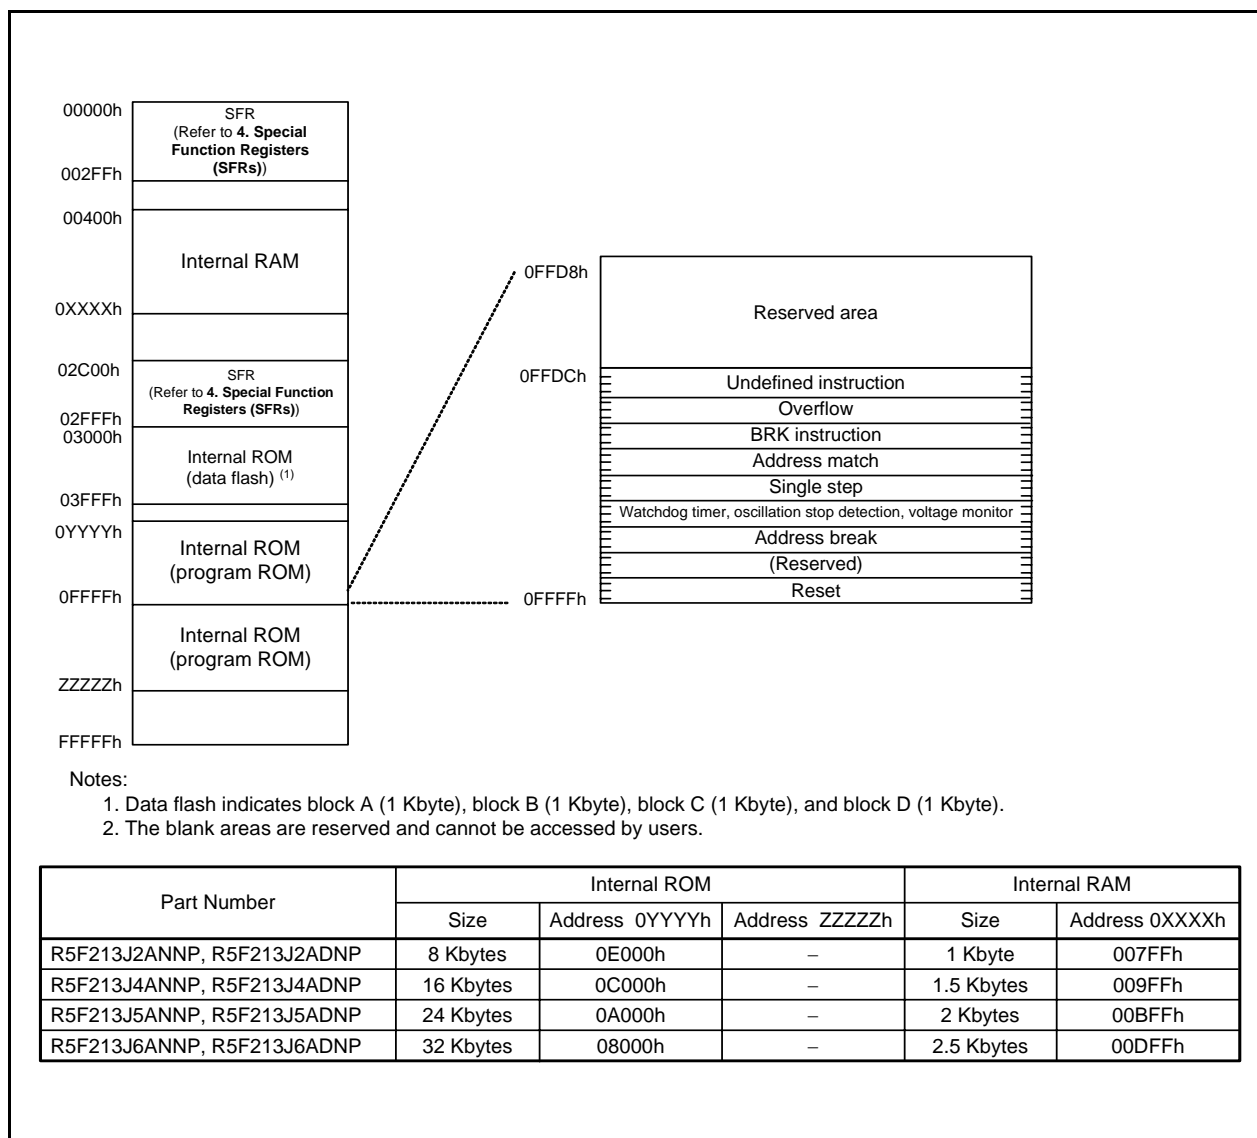 00000h
SFR
(Refer to 4. Special
Function Registers
(SFRs))
002FFh
00400h
Internal RAM
0XXXXh
02C00h
SFR
(Refer to 4. Special Function
Registers (SFRs))
02FFFh
03000h
Internal ROM
(data flash) (1)
03FFFh
0YYYYh
Internal ROM
(program ROM)
0FFFFh
Internal ROM
(program ROM)
ZZZZZh
FFFFFh
0FFD8h
Reserved area
0FFDCh
Undefined instruction
Overflow
BRK instruction
Address match
Single step
Watchdog timer, oscillation stop detection, voltage monitor
Address break
(Reserved)
0FFFFh
Reset
Notes:
1. Data flash indicates block A (1 Kbyte), block B (1 Kbyte), block C (1 Kbyte), and block D (1 Kbyte).
2. The blank areas are reserved and cannot be accessed by users.
Part Number Internal ROM Internal RAM
Size Address 0YYYYh Address ZZZZZh Size Address 0XXXXh
R5F213J2ANNP, R5F213J2ADNP 8 Kbytes 0E000h – 1 Kbyte 007FFh
R5F213J4ANNP, R5F213J4ADNP 16 Kbytes 0C000h – 1.5 Kbytes 009FFh
R5F213J5ANNP, R5F213J5ADNP 24 Kbytes 0A000h – 2 Kbytes 00BFFh
R5F213J6ANNP, R5F213J6ADNP 32 Kbytes 08000h – 2.5 Kbytes 00DFFh